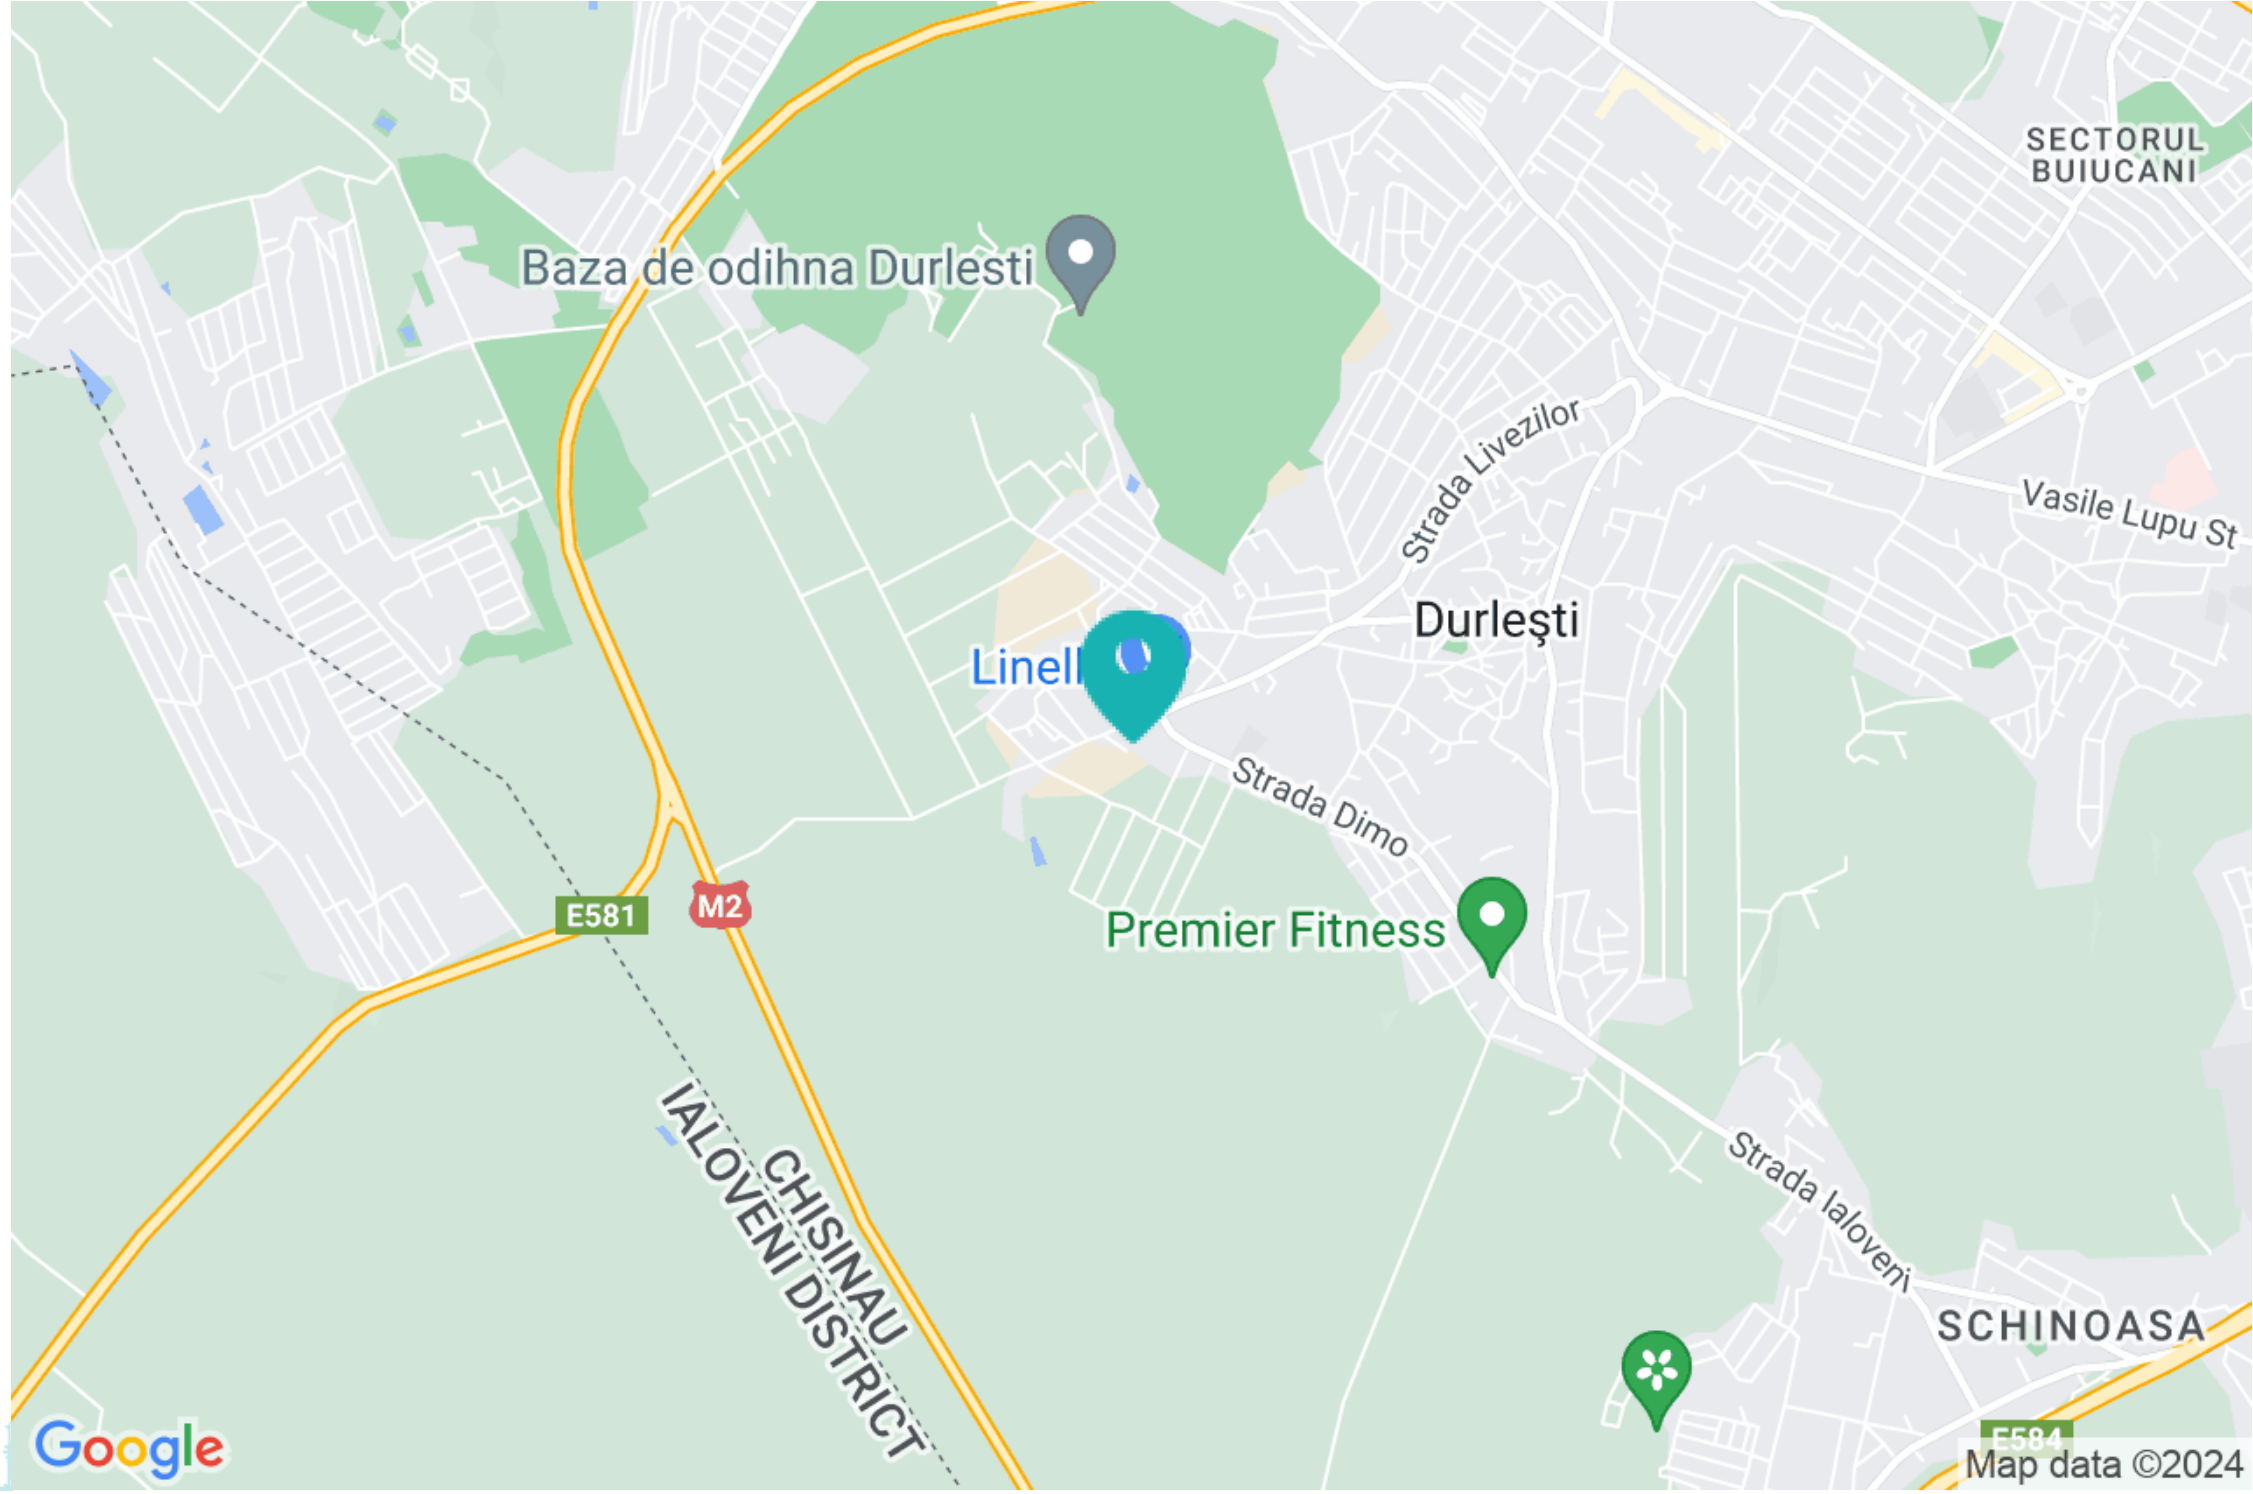 SECTORUL
BUIUCANI
Baza de odihna Durlesti
Strada Livezilor
Vasile Lupu St
Durleşti
Linell
Strada Dimo
E581
M2
Premier Fitness
IALOVENI DISTRICT
CHISINAU
Strada Ialoveni
SCHINOASA
E584
Google
Map data ©2024